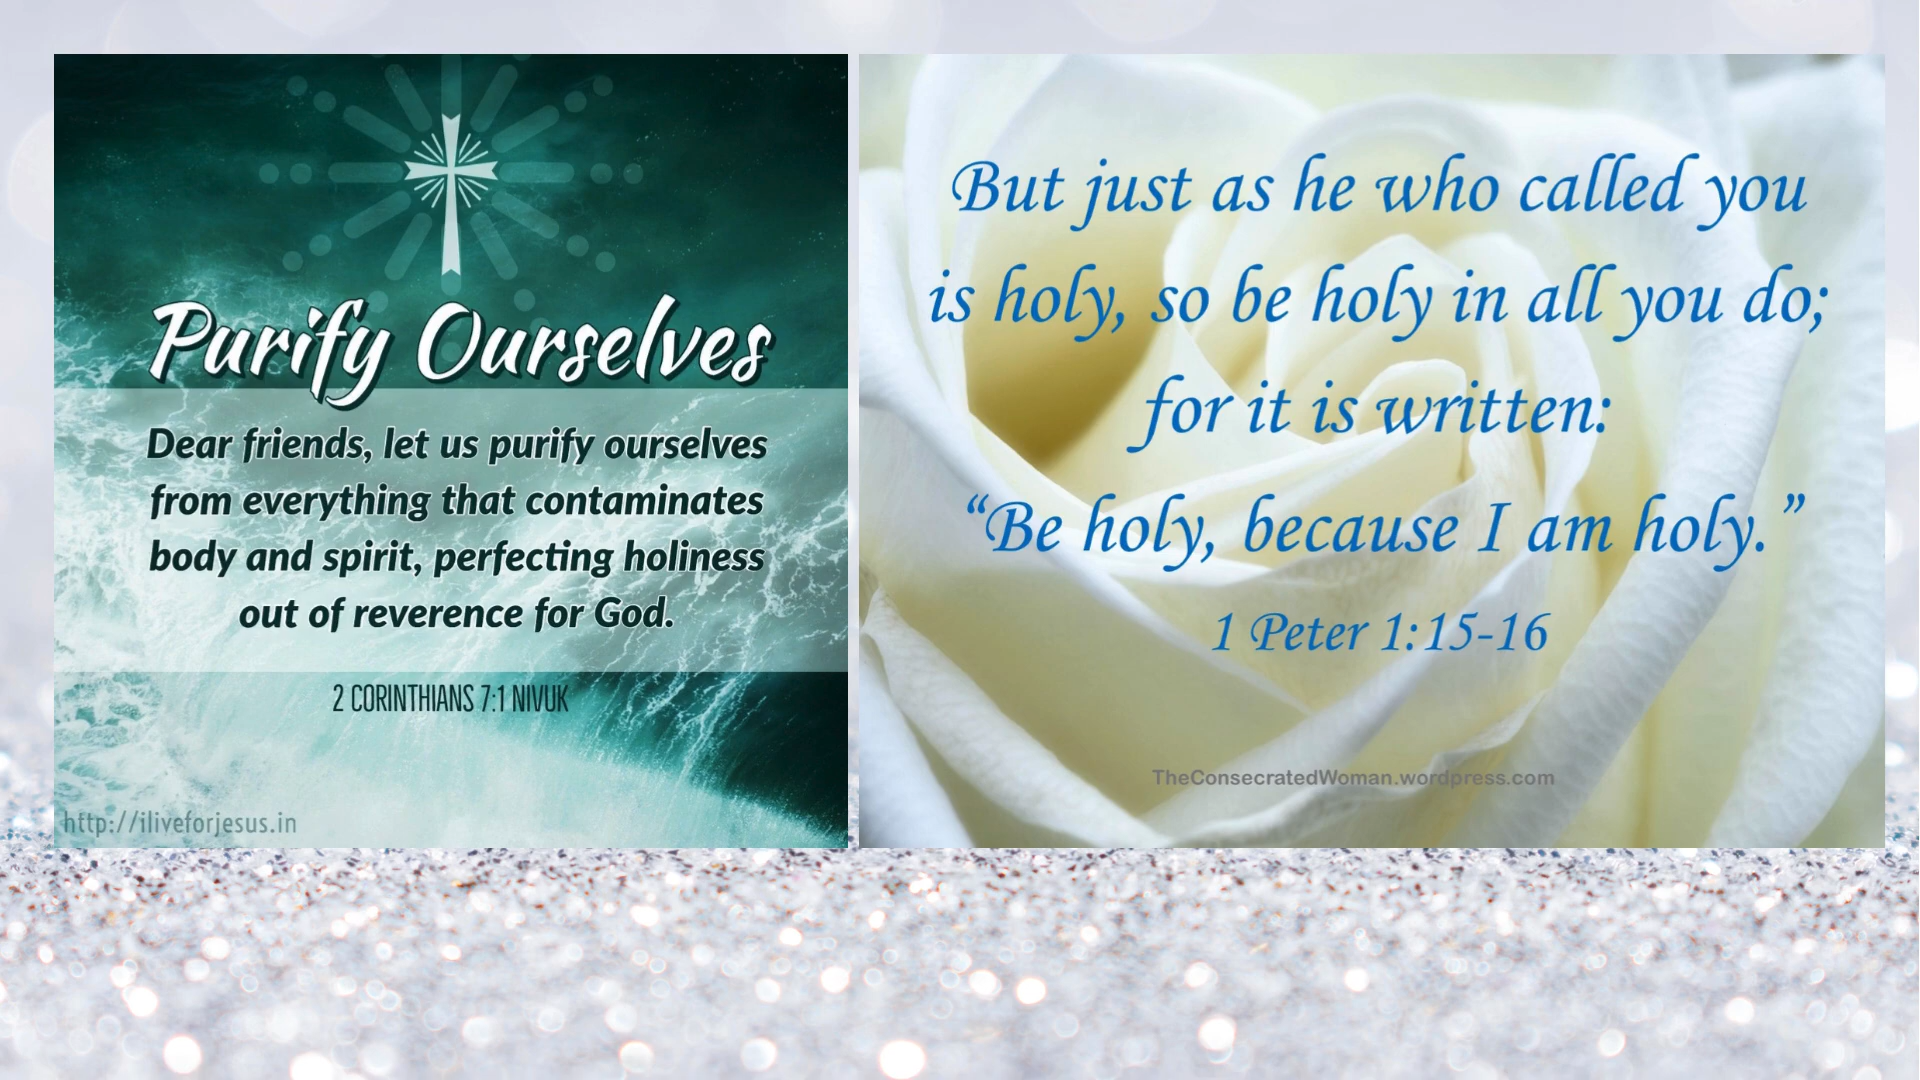 Purify Ourselves
Dear friends, let us purify ourselves
from everything that contaminates
body and spirit, perfecting holiness
out of reverence for God.
2 CORINTHIANS 7:1 NIVUK
http://iliveforjesus.in
But just as he who called you
is holy, so be holy in all you do;
for it is written:
“Be holy, because I am holy.”
1 Peter 1:15-16
TheConsecratedWoman.wordpress.com